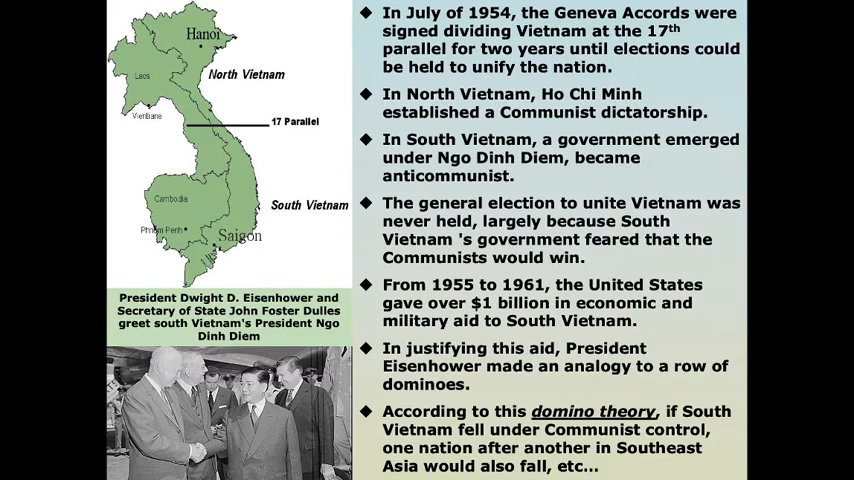 Hanoi
Laos
North Vietnam
Vientiane
17 Parallel
Cambodia
South Vietnam
Phnom Penh
Saigon
President Dwight D. Eisenhower and
Secretary of State John Foster Dulles
greet south Vietnam's President Ngo
Dinh Diem
◆ In July of 1954, the Geneva Accords were
signed dividing Vietnam at the 17th
parallel for two years until elections could
be held to unify the nation.
◆ In North Vietnam, Ho Chi Minh
established a Communist dictatorship.
◆ In South Vietnam, a government emerged
under Ngo Dinh Diem, became
anticommunist.
◆ The general election to unite Vietnam was
never held, largely because South
Vietnam 's government feared that the
Communists would win.
◆ From 1955 to 1961, the United States
gave over $1 billion in economic and
military aid to South Vietnam.
◆ In justifying this aid, President
Eisenhower made an analogy to a row of
dominoes.
◆ According to this domino theory, if South
Vietnam fell under Communist control,
one nation after another in Southeast
Asia would also fall, etc...